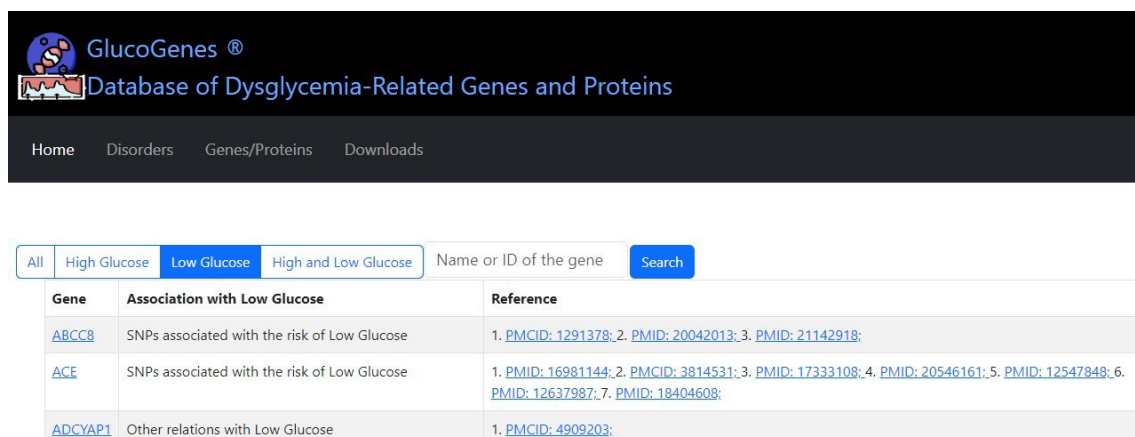 GlucoGenes ®
Database of Dysglycemia-Related Genes and Proteins
Home Disorders Genes/Proteins Downloads
All High Glucose Low Glucose High and Low Glucose Name or ID of the gene Search
Gene Association with Low Glucose Reference
ABCC8 SNPs associated with the risk of Low Glucose 1. PMCID: 1291378; 2. PMID: 20042013; 3. PMID: 21142918;
ACE SNPs associated with the risk of Low Glucose 1. PMID: 16981144; 2. PMCID: 3814531; 3. PMID: 17333108; 4. PMID: 20546161; 5. PMID: 12547848; 6.
PMID: 12637987; 7. PMID: 18404608;
ADCYAP1 Other relations with Low Glucose 1. PMCID: 4909203;